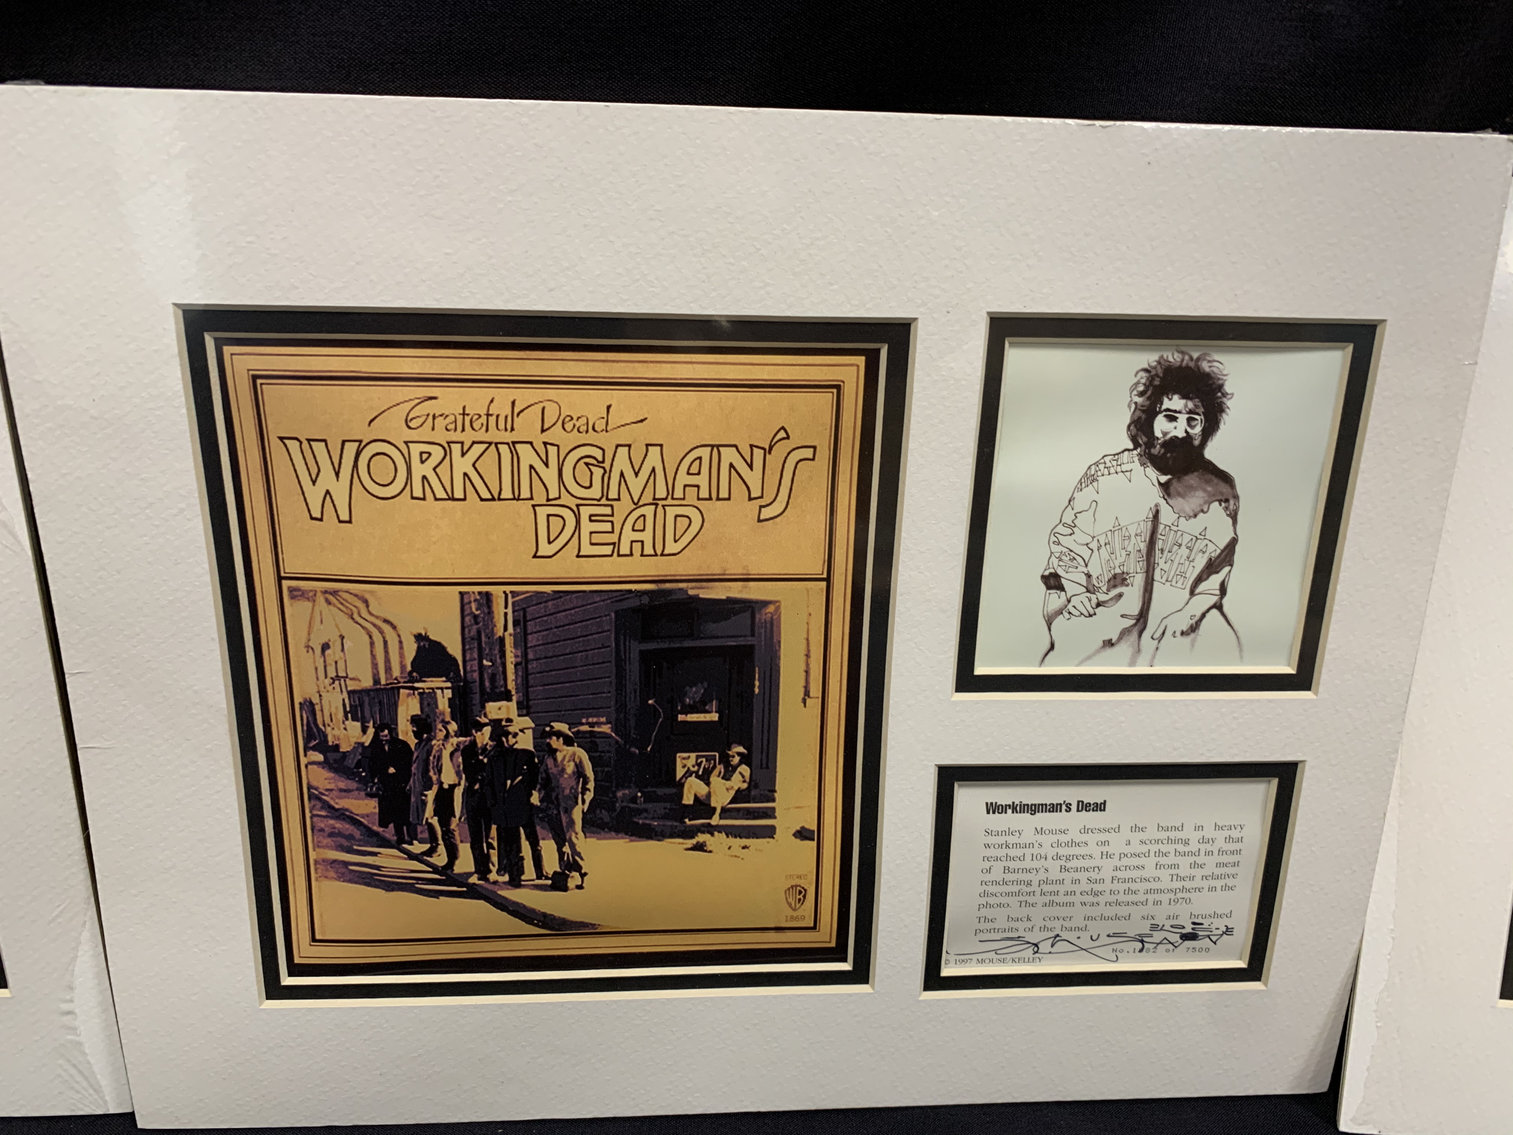 Grateful Dead
WORKINGMAN'S
DEAD
STEREO
WB
1869
Workingman's Dead
Stanley Mouse dressed the band in heavy
workman's clothes on a scorching day that
reached 104 degrees. He posed the band in front
of Barney's Beanery across from the meat
rendering plant in San Francisco. Their relative
discomfort lent an edge to the atmosphere in the
photo. The album was released in 1970.
The back cover included six air brushed
portraits of the band.
No. of 7500
© 1997 MOUSE/KELLEY